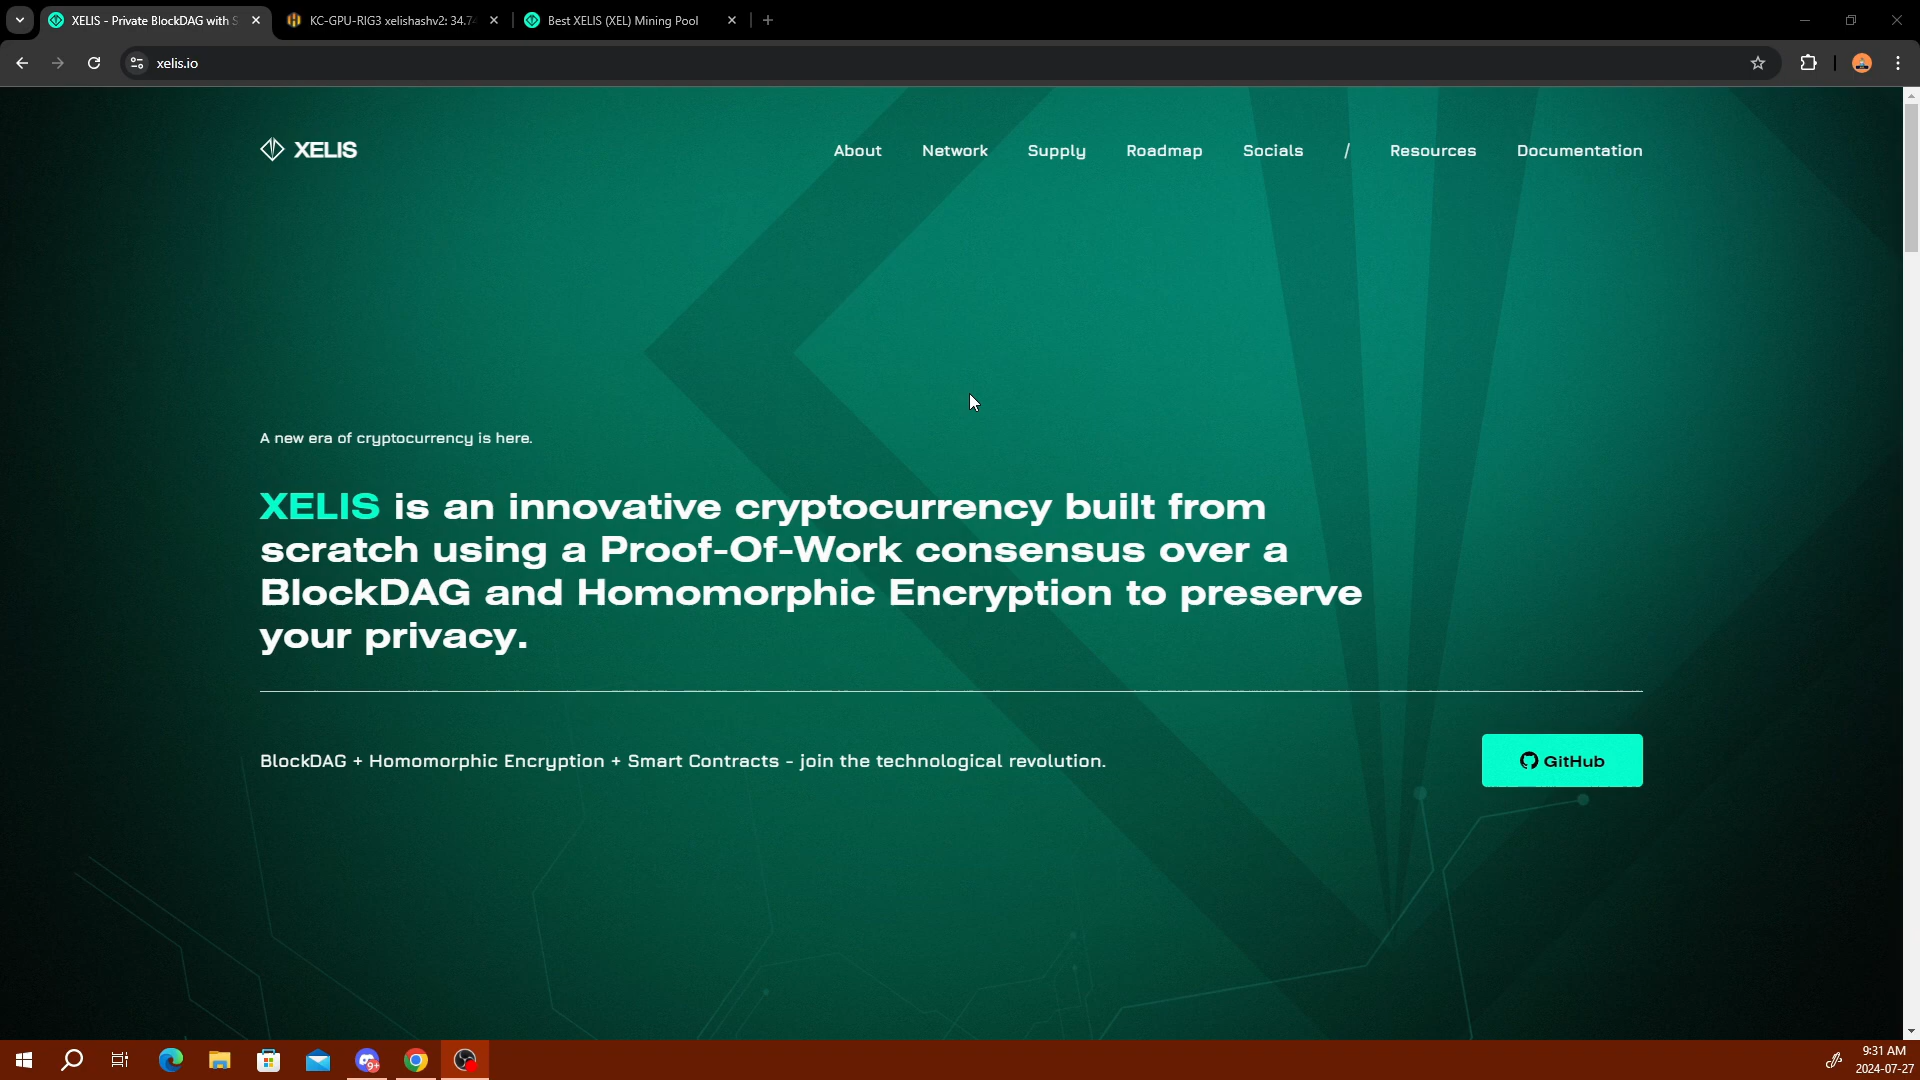 XELIS - Private BlockDAG with S
KC-GPU-RIG3 xelishashv2: 34.7
Best XELIS (XEL) Mining Pool
xelis.io
XELIS
About Network Supply Roadmap Socials / Resources Documentation
A new era of cryptocurrency is here.
XELIS is an innovative cryptocurrency built from
scratch using a Proof-Of-Work consensus over a
BlockDAG and Homomorphic Encryption to preserve
your privacy.
BlockDAG + Homomorphic Encryption + Smart Contracts - join the technological revolution.
GitHub
9+
9:31 AM
2024-07-27